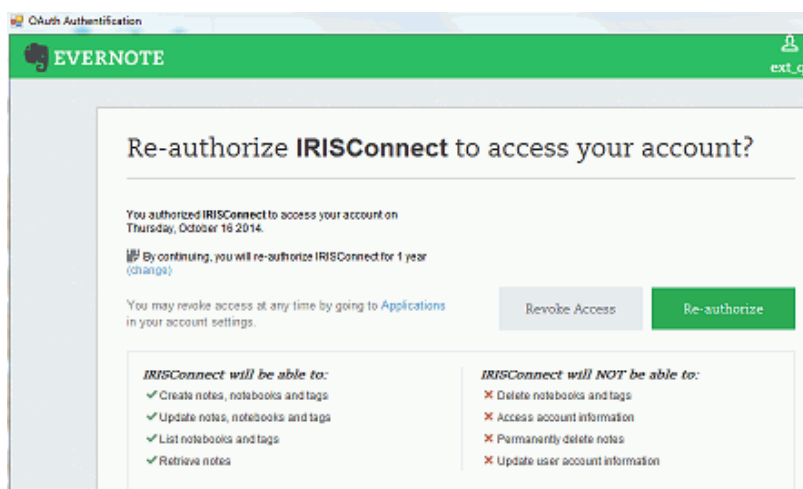 OAuth Authentification
EVERNOTE
ext_
Re-authorize IRISConnect to access your account?
You authorized IRISConnect to access your account on
Thursday, October 16 2014.
By continuing, you will re-authorize IRISConnect for 1 year
(change)
You may revoke access at any time by going to Applications
in your account settings.
Revoke Access
Re-authorize
IRISConnect will be able to:
Create notes, notebooks and tags
Update notes, notebooks and tags
List notebooks and tags
Retrieve notes
IRISConnect will NOT be able to:
Delete notebooks and tags
Access account information
Permanently delete notes
Update user account information